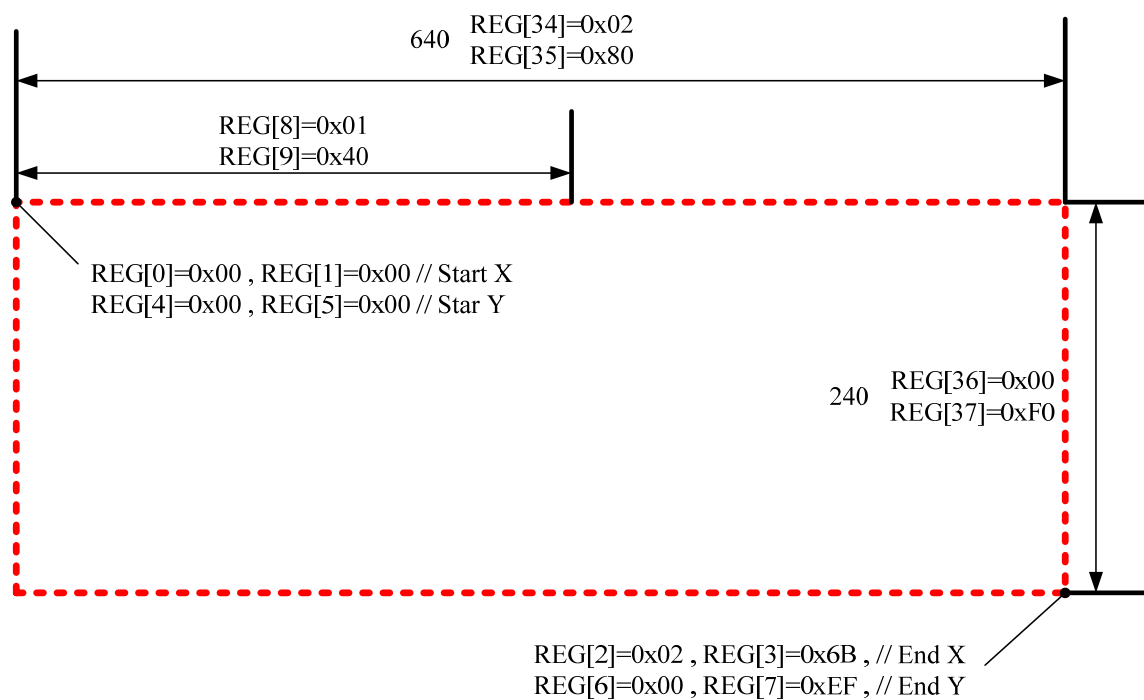 640
REG[34]=0x02
REG[35]=0x80
REG[8]=0x01
REG[9]=0x40
REG[0]=0x00 , REG[1]=0x00 // Start X
REG[4]=0x00 , REG[5]=0x00 // Star Y
240
REG[36]=0x00
REG[37]=0xF0
REG[2]=0x02 , REG[3]=0x6B , // End X
REG[6]=0x00 , REG[7]=0xEF , // End Y